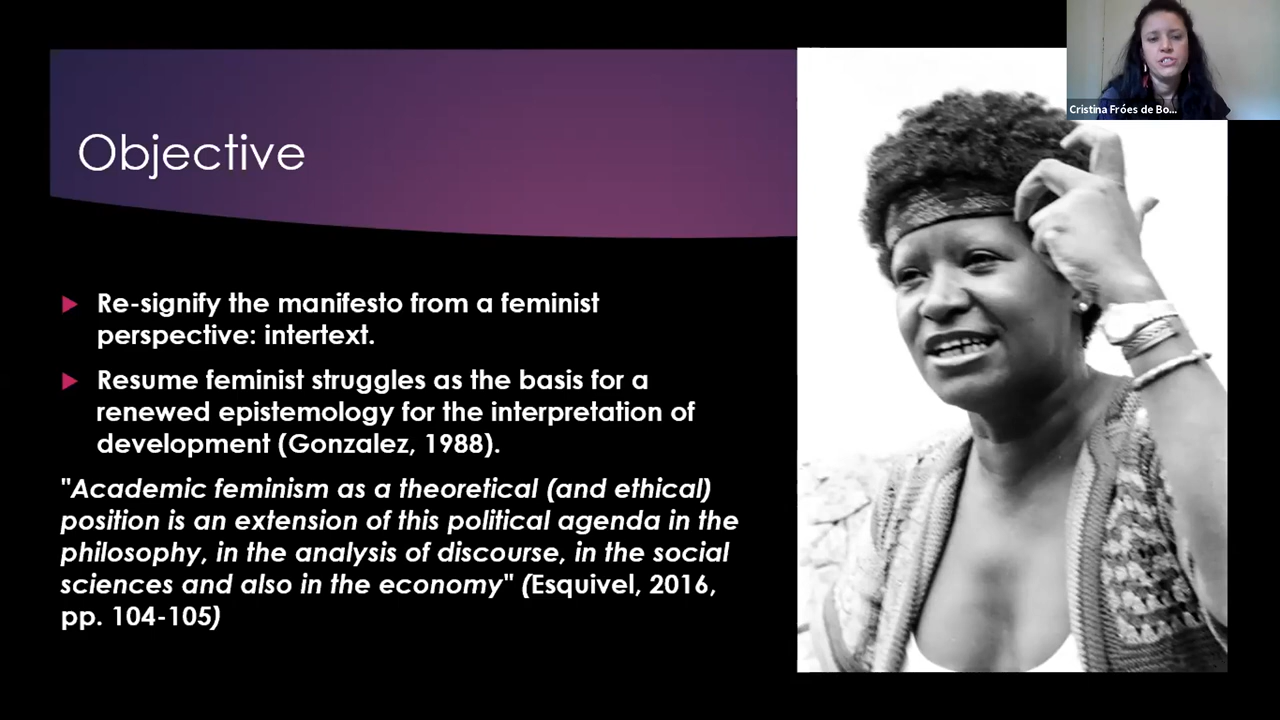 Objective
Re-signify the manifesto from a feminist
perspective: intertext.
Resume feminist struggles as the basis for a
renewed epistemology for the interpretation of
development (Gonzalez, 1988).
"Academic feminism as a theoretical (and ethical)
position is an extension of this political agenda in the
philosophy, in the analysis of discourse, in the social
sciences and also in the economy" (Esquivel, 2016,
pp. 104-105)
Cristina Fróes de Bo...